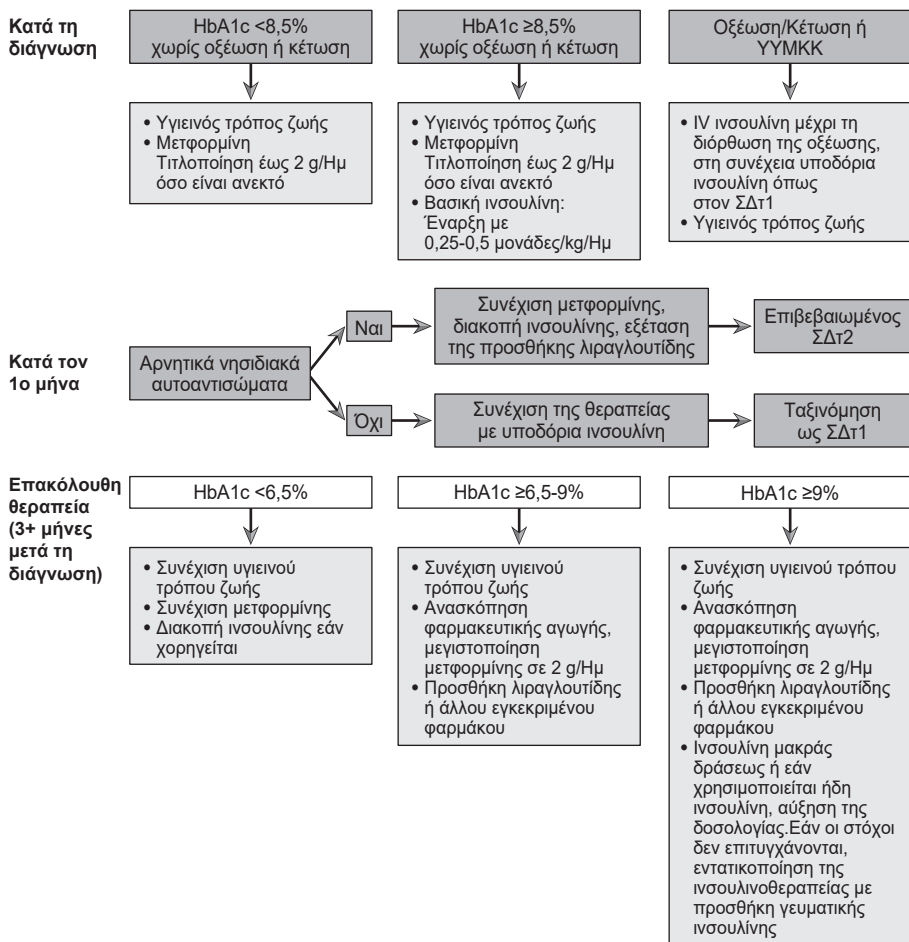 Κατά τη
διάγνωση
HbA1c <8,5%
χωρίς οξέωση ή κέτωση
HbA1c ≥8,5%
χωρίς οξέωση ή κέτωση
Οξέωση/Κέτωση ή
ΥΥΜΚΚ
• Υγιεινός τρόπος ζωής
• Μετφορμίνη
Τιτλοποίηση έως 2 g/Ημ
όσο είναι ανεκτό
• Υγιεινός τρόπος ζωής
• Μετφορμίνη
Τιτλοποίηση έως 2 g/Ημ
όσο είναι ανεκτό
• Βασική ινσουλίνη:
Έναρξη με
0,25-0,5 μονάδες/kg/Ημ
• IV ινσουλίνη μέχρι τη
διόρθωση της οξέωσης,
στη συνέχεια υποδόρια
ινσουλίνη όπως
στον ΣΔτ1
• Υγιεινός τρόπος ζωής
Κατά τον
1ο μήνα
Αρνητικά νησιδιακά
αυτοαντισώματα
Ναι
Συνέχιση μετφορμίνης,
διακοπή ινσουλίνης, εξέταση
της προσθήκης λιραγλουτίδης
Επιβεβαιωμένος
ΣΔτ2
Όχι
Συνέχιση της θεραπείας
με υποδόρια ινσουλίνη
Ταξινόμηση
ως ΣΔτ1
Επακόλουθη
θεραπεία
(3+ μήνες
μετά τη
διάγνωση)
HbA1c <6,5%
HbA1c ≥6,5-9%
HbA1c ≥9%
• Συνέχιση υγιεινού
τρόπου ζωής
• Συνέχιση μετφορμίνης
• Διακοπή ινσουλίνης εάν
χορηγείται
• Συνέχιση υγιεινού
τρόπου ζωής
• Ανασκόπηση
φαρμακευτικής αγωγής,
μεγιστοποίηση
μετφορμίνης σε 2 g/Ημ
• Προσθήκη λιραγλουτίδης
ή άλλου εγκεκριμένου
φαρμάκου
• Συνέχιση υγιεινού τρόπου
ζωής
• Ανασκόπηση
φαρμακευτικής αγωγής,
μεγιστοποίηση
μετφορμίνης σε 2 g/Ημ
• Προσθήκη λιραγλουτίδης
ή άλλου εγκεκριμένου
φαρμάκου
• Ινσουλίνη μακράς
δράσεως ή εάν
χρησιμοποιείται ήδη
ινσουλίνη, αύξηση της
δοσολογίας.Εάν οι στόχοι
δεν επιτυγχάνονται,
εντατικοποίηση της
ινσουλινοθεραπείας με
προσθήκη γευματικής
ινσουλίνης